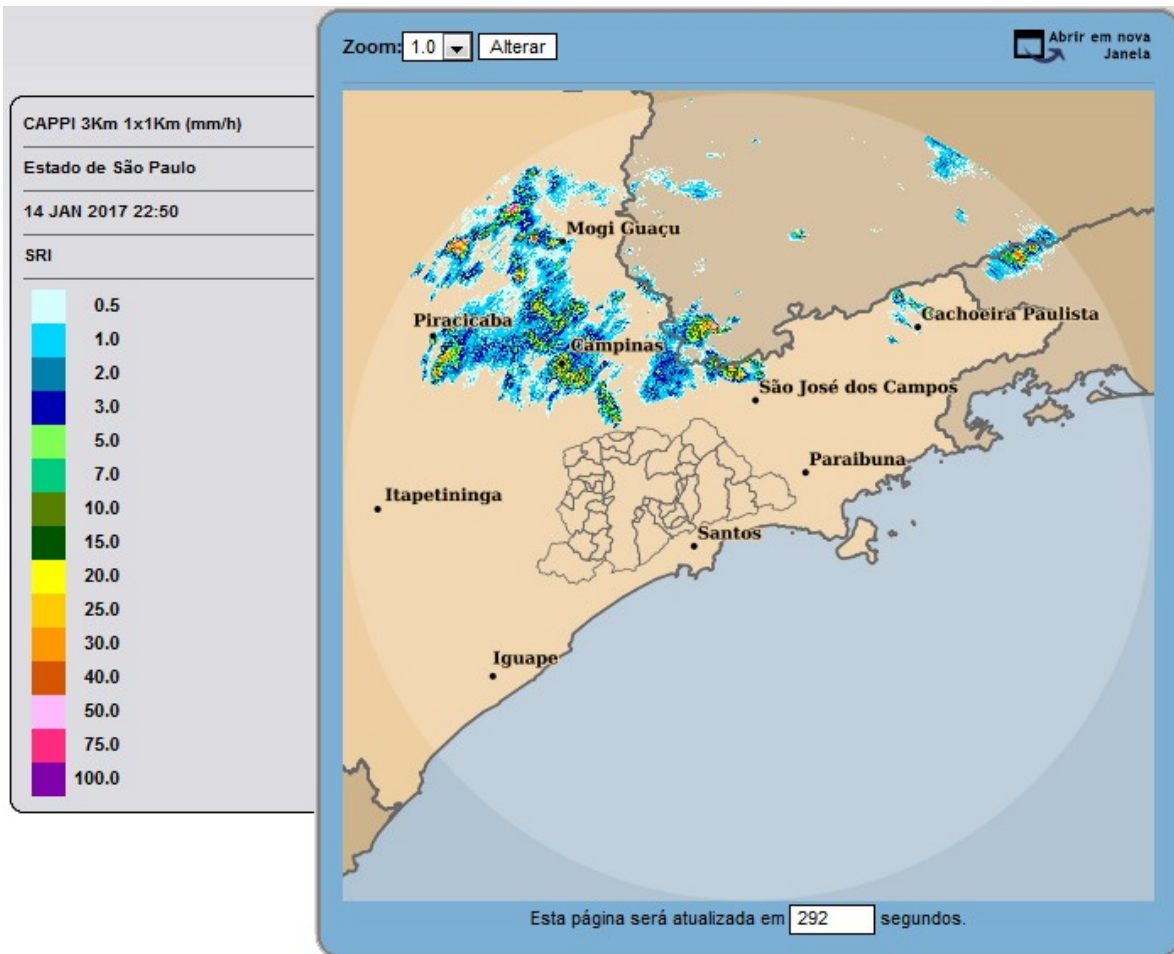 Zoom: 1.0 Alterar
Abrir em nova
Janela
CAPPI 3Km 1x1Km (mm/h)
Estado de São Paulo
14 JAN 2017 22:50
SRI
0.5
1.0
2.0
3.0
5.0
7.0
10.0
15.0
20.0
25.0
30.0
40.0
50.0
75.0
100.0
Mogi Guaçu
Piracicaba
Cachoeira Paulista
Campinas
São José dos Campos
Paraibuna
Itapetininga
Santos
Iguape
Esta página será atualizada em 292 segundos.